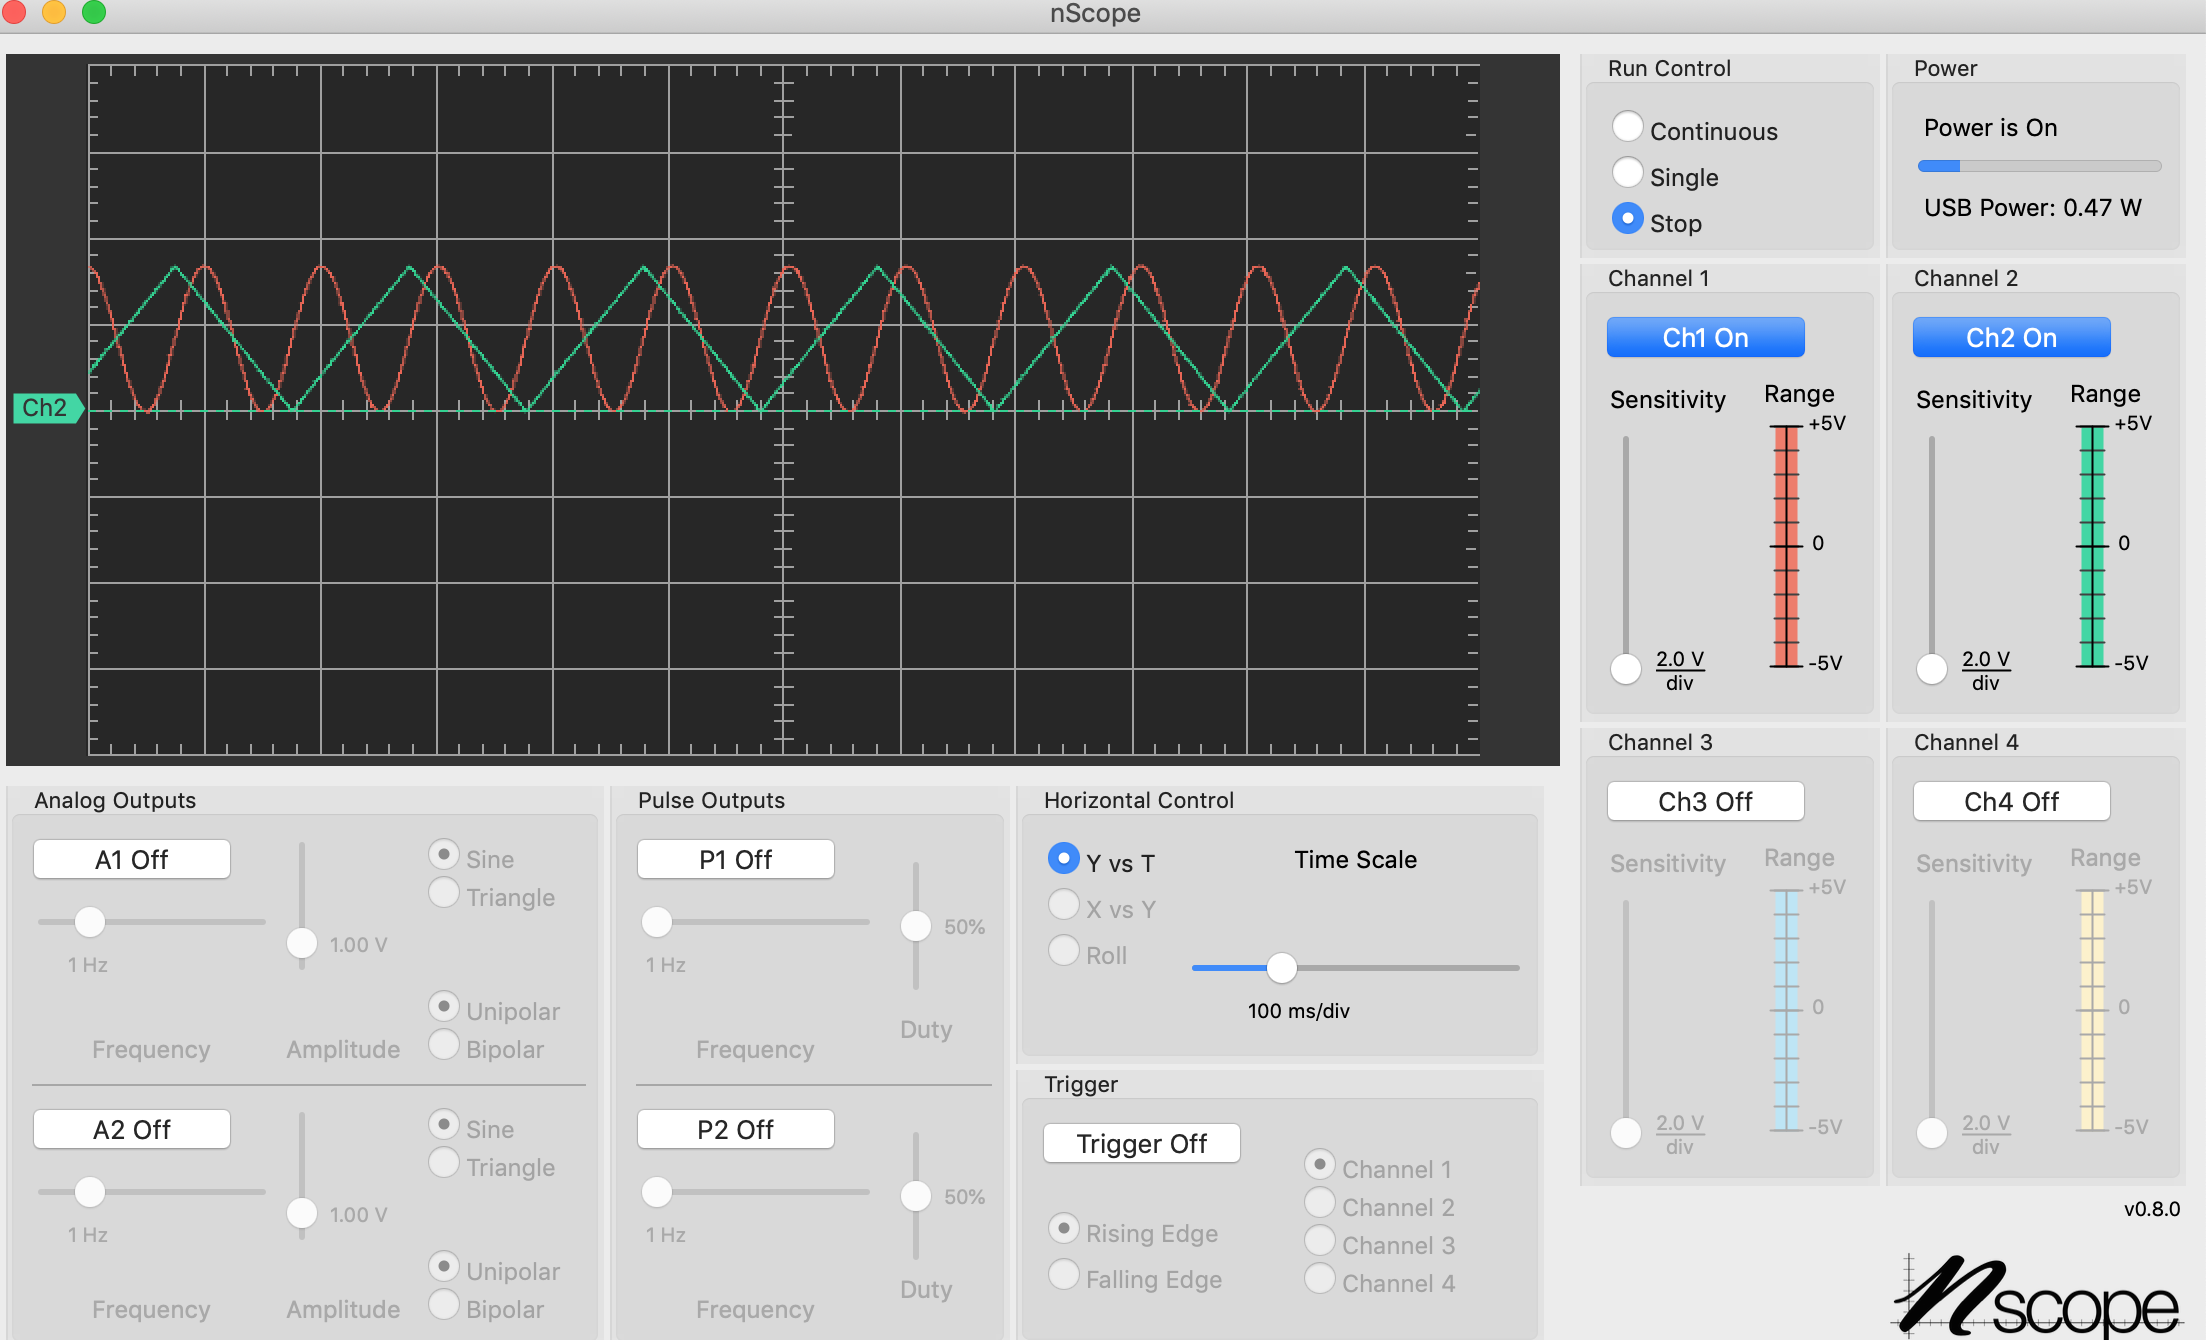 nScope
Ch2
Run Control
Continuous
Single
Stop
Power
Power is On
USB Power: 0.47 W
Channel 1
Ch1 On
Sensitivity
Range
+5V
0
-5V
2.0 V
div
Channel 2
Ch2 On
Sensitivity
Range
+5V
0
-5V
2.0 V
div
Channel 3
Ch3 Off
Sensitivity
Range
+5V
0
-5V
2.0 V
div
Channel 4
Ch4 Off
Sensitivity
Range
+5V
0
-5V
2.0 V
div
Analog Outputs
A1 Off
Sine
Triangle
1.00 V
1 Hz
Unipolar
Bipolar
Frequency
Amplitude
A2 Off
Sine
Triangle
1.00 V
1 Hz
Unipolar
Bipolar
Frequency
Amplitude
Pulse Outputs
P1 Off
50%
1 Hz
Duty
Frequency
P2 Off
50%
1 Hz
Duty
Frequency
Horizontal Control
Y vs T
X vs Y
Roll
Time Scale
100 ms/div
Trigger
Trigger Off
Rising Edge
Falling Edge
Channel 1
Channel 2
Channel 3
Channel 4
v0.8.0
nscope